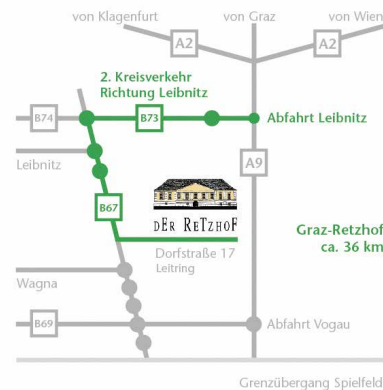 von Klagenfurt
von Graz
von Wien
A2
A2
2. Kreisverkehr
Richtung Leibnitz
B74
B73
Abfahrt Leibnitz
Leibnitz
A9
B67
DER RETZHOF
Graz-Retzhof
ca. 36 km
Dorfstraße 17
Leitring
Wagna
B69
Abfahrt Vogau
Grenzübergang Spielfeld